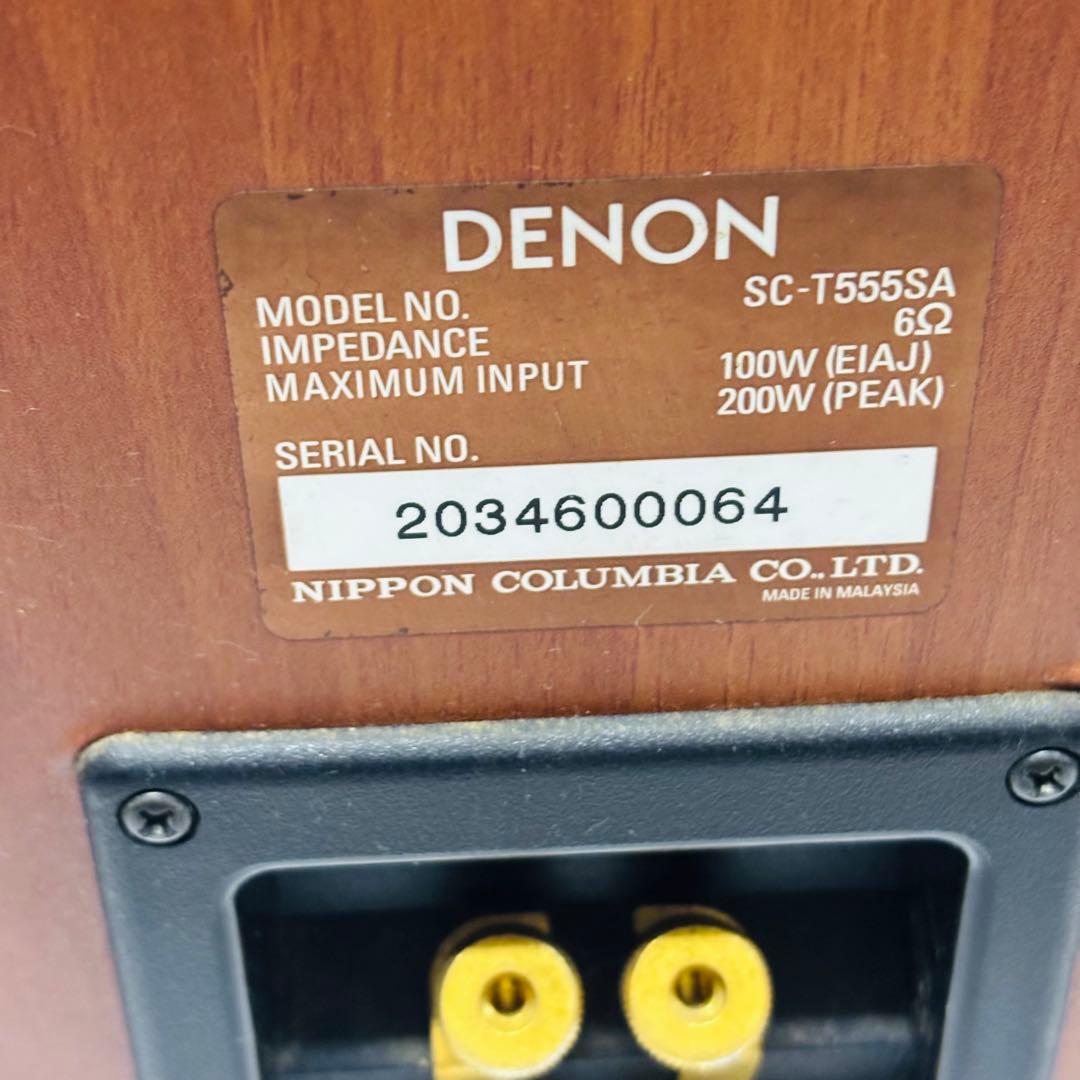 DENON
MODEL NO. SC-T555SA
IMPEDANCE 6Ω
MAXIMUM INPUT 100W (EIAJ)
200W (PEAK)
SERIAL NO.
2034600064
NIPPON COLUMBIA CO.,LTD.
MADE IN MALAYSIA